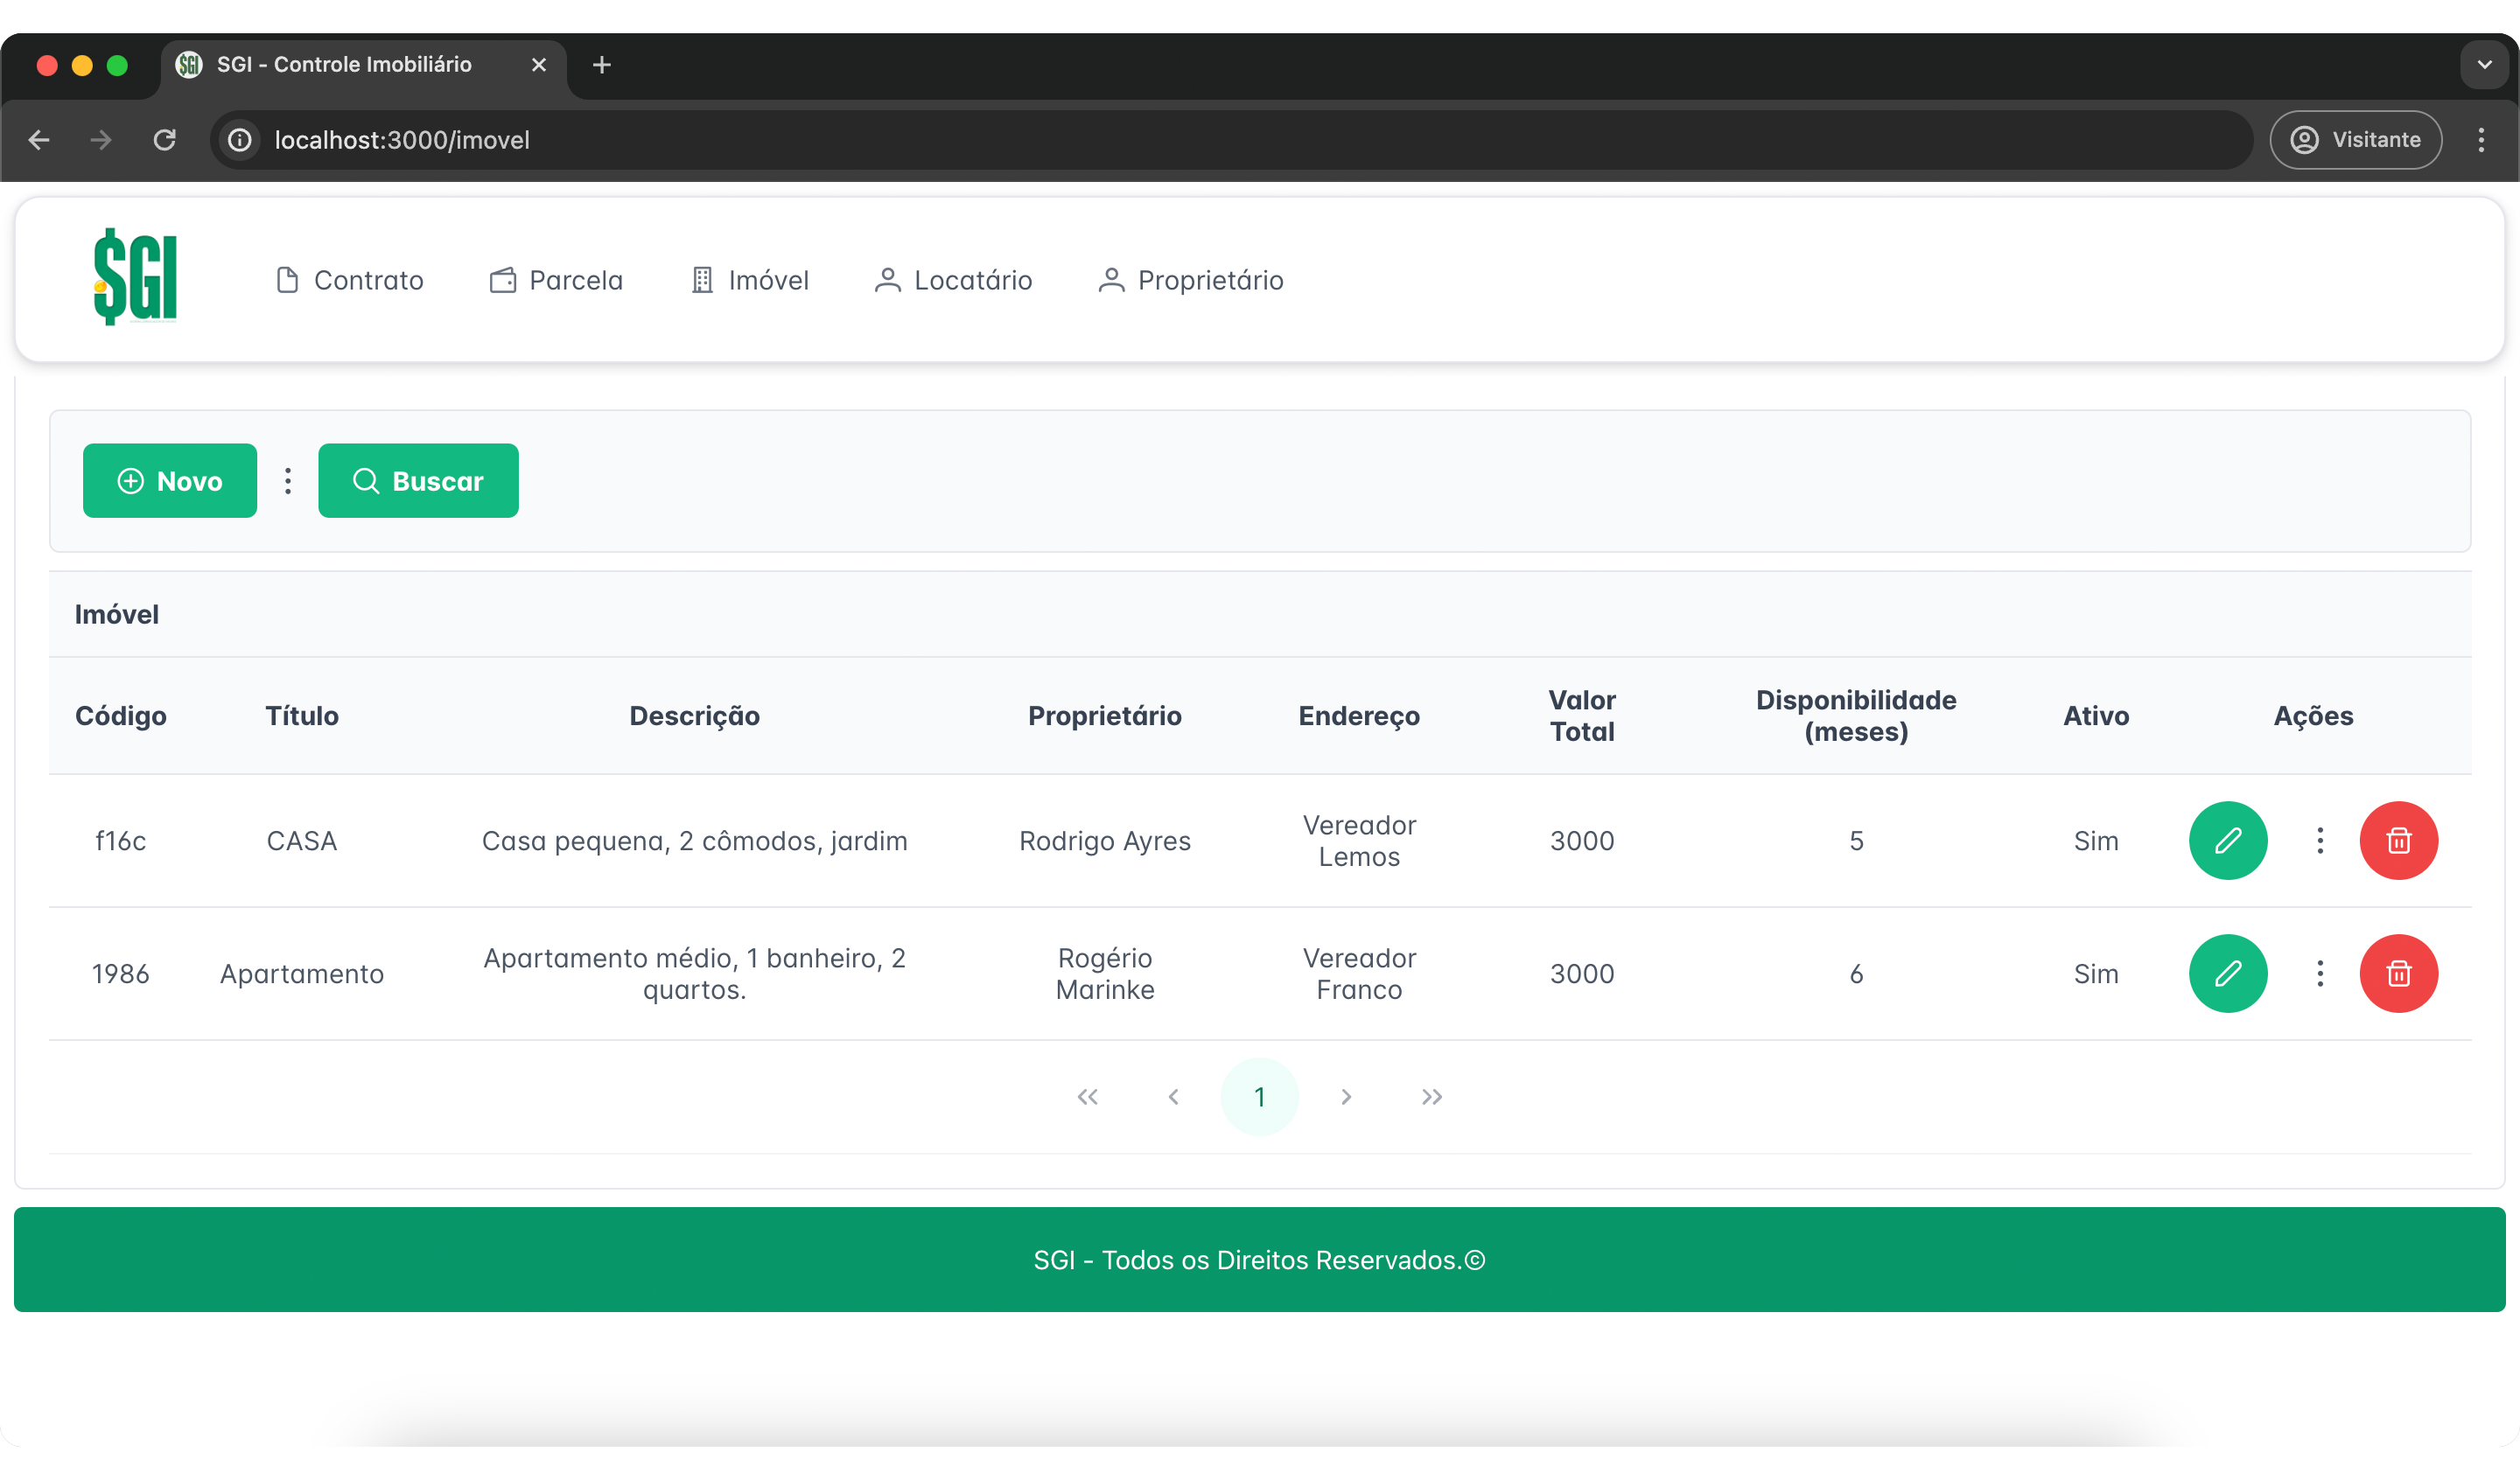 SGI - Controle Imobiliário
localhost:3000/imovel
Visitante
$GI
Contrato
Parcela
Imóvel
Locatário
Proprietário
Novo
Buscar
Imóvel
Código
Título
Descrição
Proprietário
Endereço
Valor
Total
Disponibilidade
(meses)
Ativo
Ações
f16c
CASA
Casa pequena, 2 cômodos, jardim
Rodrigo Ayres
Vereador
Lemos
3000
5
Sim
1986
Apartamento
Apartamento médio, 1 banheiro, 2
quartos.
Rogério
Marinke
Vereador
Franco
3000
6
Sim
1
SGI - Todos os Direitos Reservados.©